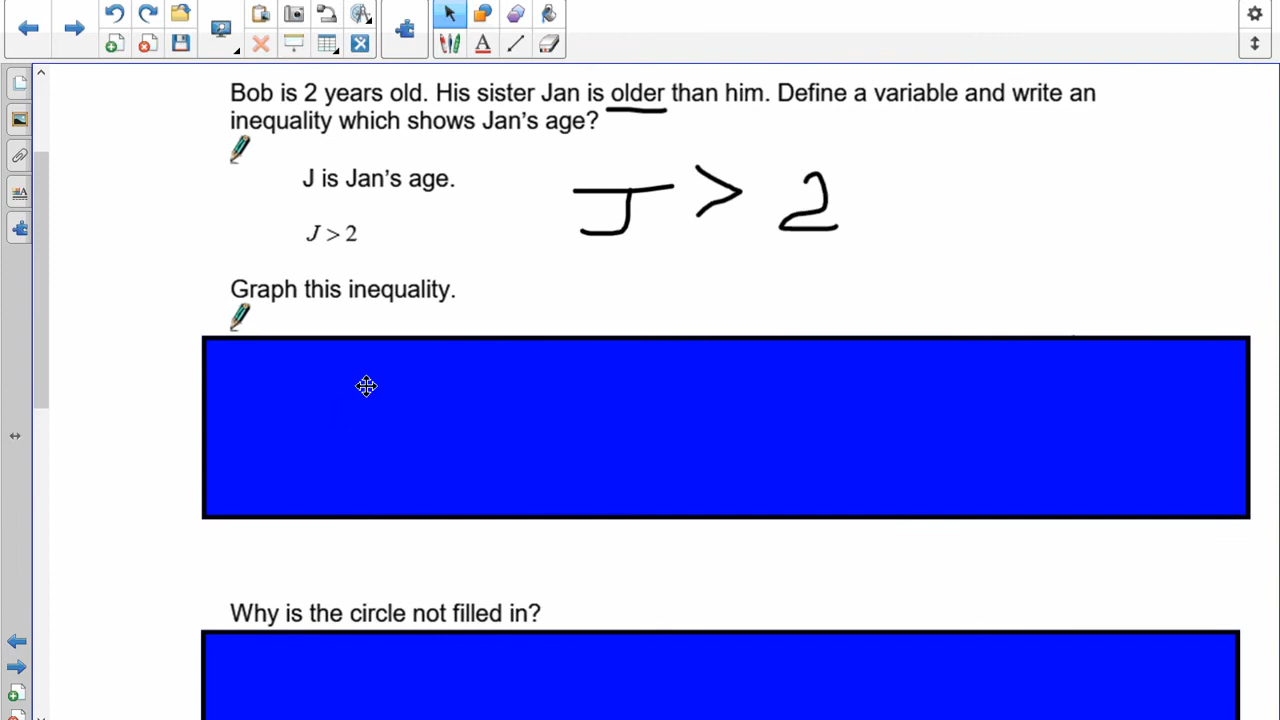 Bob is 2 years old. His sister Jan is older than him. Define a variable and write an
inequality which shows Jan's age?
J is Jan's age.
J > 2
J > 2
Graph this inequality.
Why is the circle not filled in?